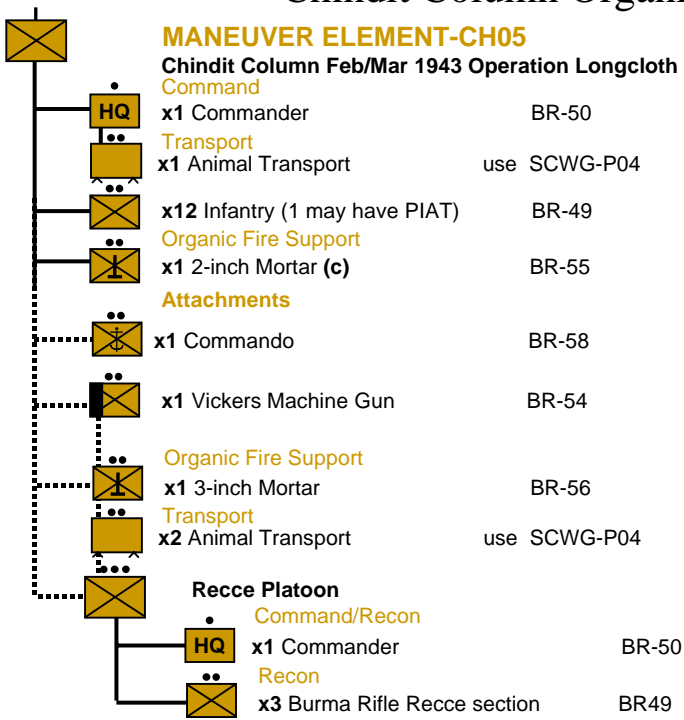 Chindit Column Organi
MANEUVER ELEMENT-CH05
Chindit Column Feb/Mar 1943 Operation Longcloth
Command
HQ x1 Commander BR-50
Transport
x1 Animal Transport use SCWG-P04
x12 Infantry (1 may have PIAT) BR-49
Organic Fire Support
x1 2-inch Mortar (c) BR-55
Attachments
x1 Commando BR-58
x1 Vickers Machine Gun BR-54
Organic Fire Support
x1 3-inch Mortar BR-56
Transport
x2 Animal Transport use SCWG-P04
Recce Platoon
Command/Recon
HQ x1 Commander BR-50
Recon
x3 Burma Rifle Recce section BR49